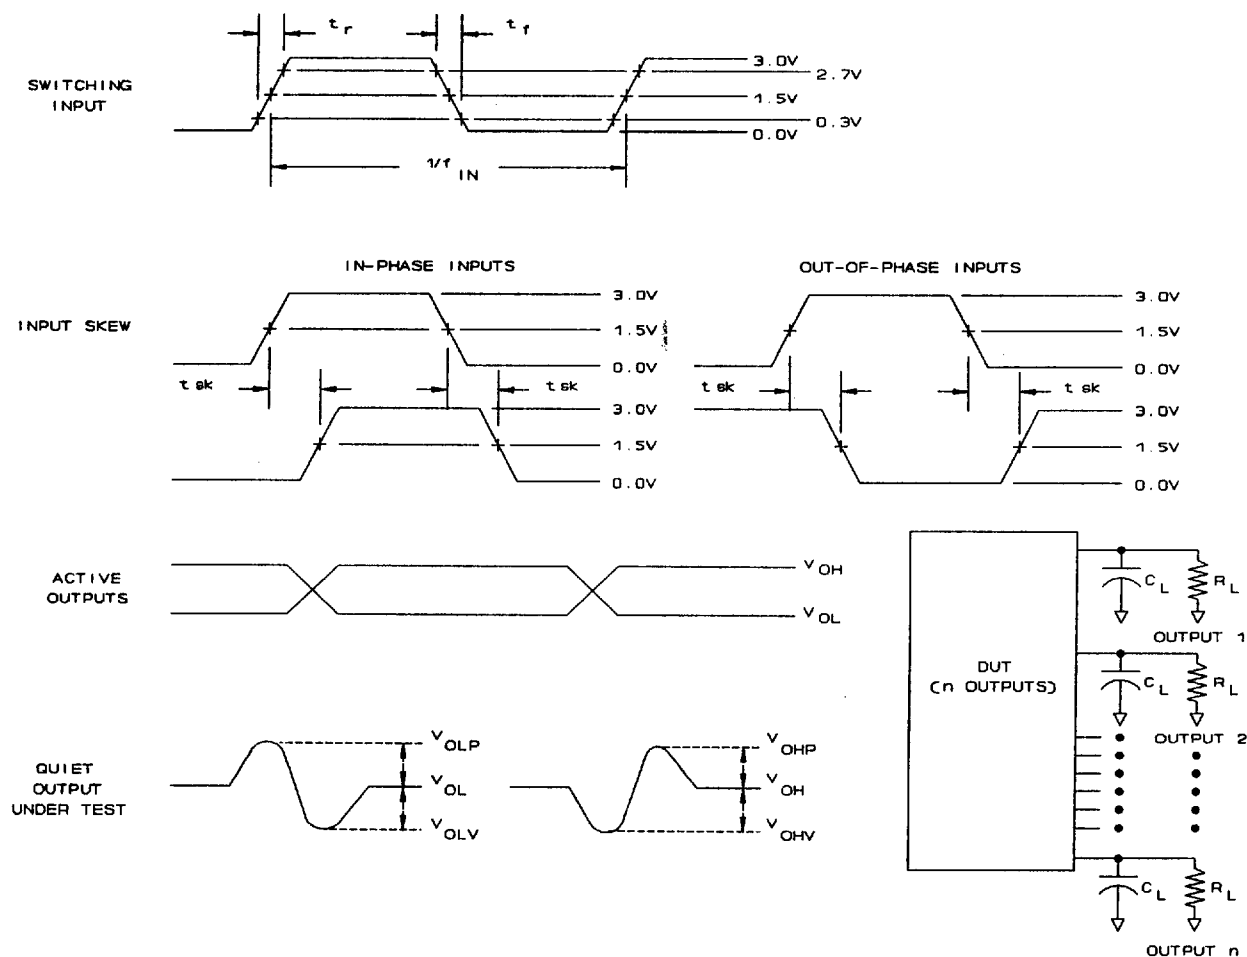 t r
t f
SWITCHING
INPUT
3.0V
2.7V
1.5V
0.3V
0.0V
1/f IN
IN-PHASE INPUTS
OUT-OF-PHASE INPUTS
INPUT SKEW
3.0V
1.5V
0.0V
t sk
t sk
3.0V
1.5V
0.0V
3.0V
1.5V
0.0V
t sk
t sk
3.0V
1.5V
0.0V
ACTIVE
OUTPUTS
V OH
V OL
QUIET
OUTPUT
UNDER TEST
V OLP
V OL
V OLV
V OHP
V OH
V OHV
DUT
(n OUTPUTS)
C L
R L
OUTPUT 1
C L
R L
OUTPUT 2
C L
R L
OUTPUT n